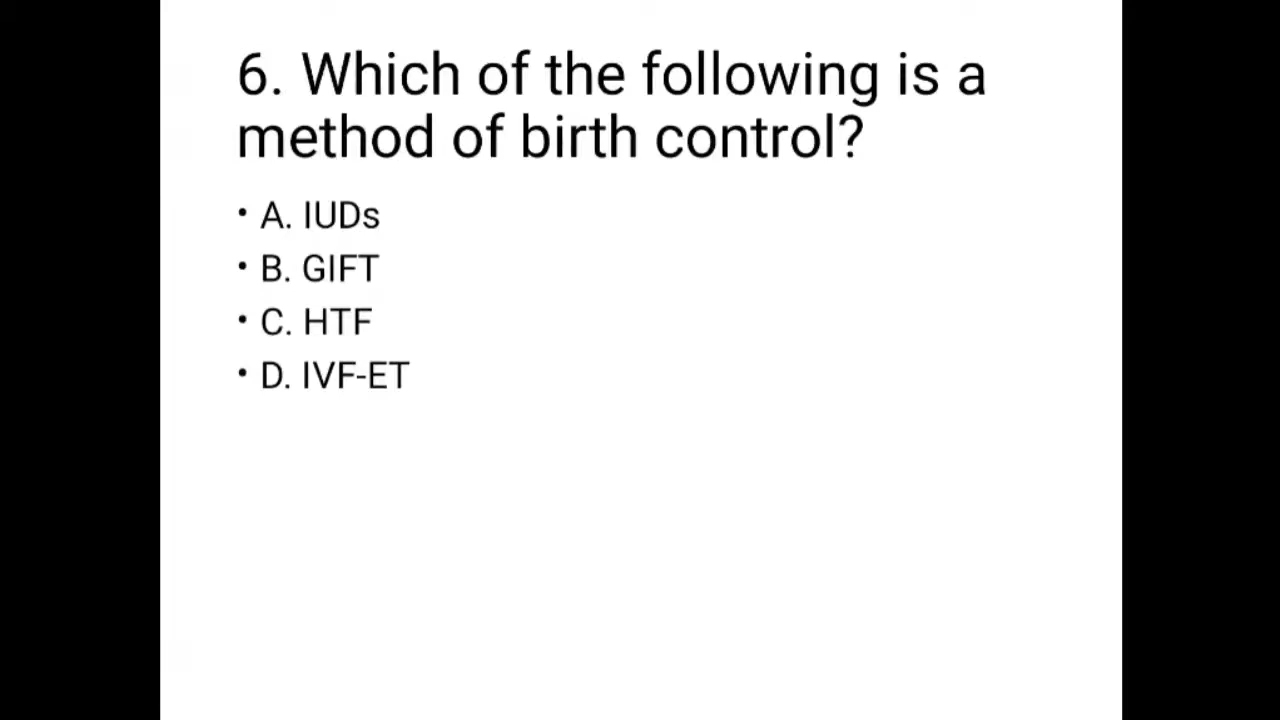 6. Which of the following is a
method of birth control?
• A. IUDs
• B. GIFT
• C. HTF
• D. IVF-ET